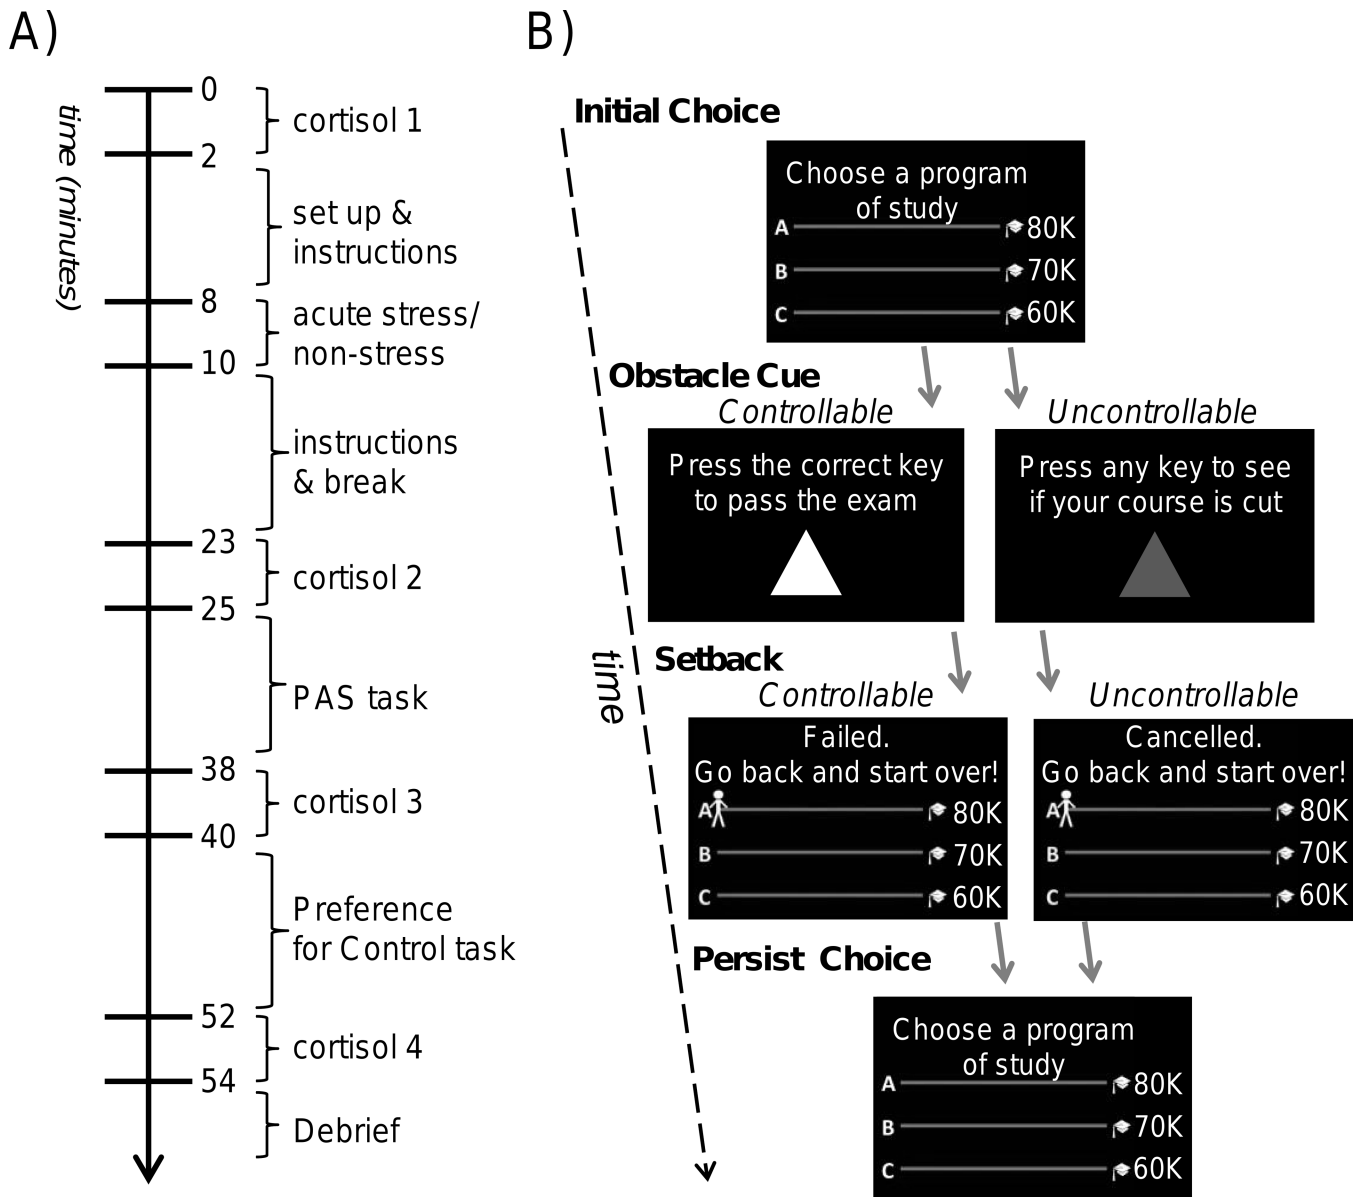 A)
time (minutes)
0
cortisol 1
2
set up &
instructions
8
acute stress/
non-stress
10
instructions
& break
23
cortisol 2
25
PAS task
38
cortisol 3
40
Preference
for Control task
52
cortisol 4
54
Debrief
B)
time
Initial Choice
Choose a program
of study
A 80K
B 70K
C 60K
Obstacle Cue
Controllable
Press the correct key
to pass the exam
Uncontrollable
Press any key to see
if your course is cut
Setback
Controllable
Failed.
Go back and start over!
A 80K
B 70K
C 60K
Uncontrollable
Cancelled.
Go back and start over!
A 80K
B 70K
C 60K
Persist Choice
Choose a program
of study
A 80K
B 70K
C 60K